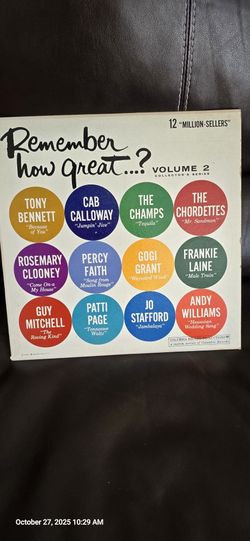 12 "MILLION-SELLERS"
Remember
how great...?
VOLUME 2
COLLECTOR'S SERIES
TONY
BENNETT
"Because
of You"
CAB
CALLOWAY
"Jumpin' Jive"
THE
CHAMPS
"Tequila"
THE
CHORDETTES
"Mr. Sandman"
ROSEMARY
CLOONEY
"Come On-a
My House"
PERCY
FAITH
"Song from
Moulin Rouge"
GOGI
GRANT
"Wayward Wind"
FRANKIE
LAINE
"Mule Train"
GUY
MITCHELL
"The
Roving Kind"
PATTI
PAGE
"Tennessee
Waltz"
JO
STAFFORD
"Jambalaya"
ANDY
WILLIAMS
"Hawaiian
Wedding Song"
October 27, 2025 10:29 AM